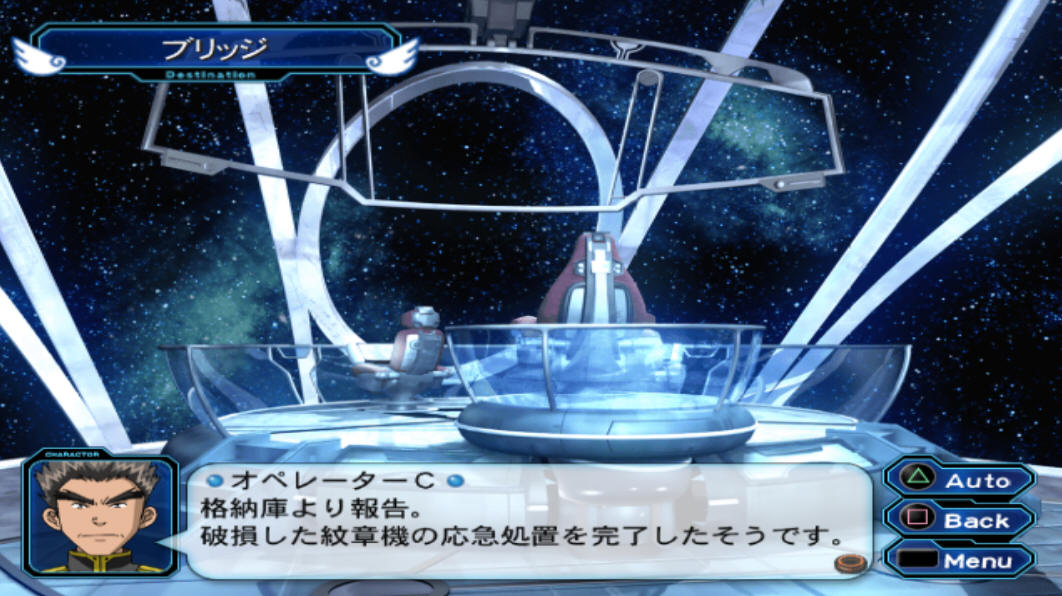 ブリッジ
Destination
CHARACTOR
オペレーターC
格納庫より報告。
破損した紋章機の応急処置を完了したそうです。
Auto
Back
Menu